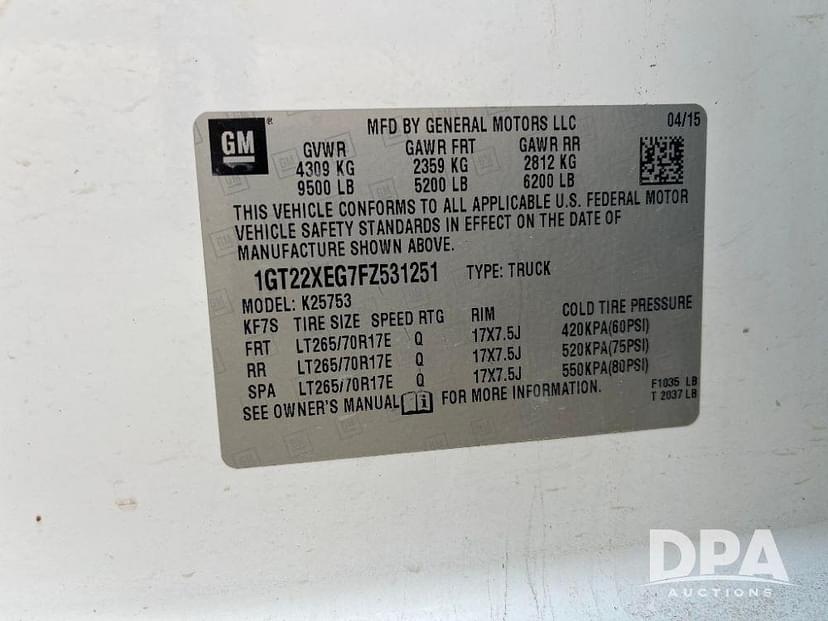 GM ®
MFD BY GENERAL MOTORS LLC 04/15
GVWR GAWR FRT GAWR RR
4309 KG 2359 KG 2812 KG
9500 LB 5200 LB 6200 LB
THIS VEHICLE CONFORMS TO ALL APPLICABLE U.S. FEDERAL MOTOR
VEHICLE SAFETY STANDARDS IN EFFECT ON THE DATE OF
MANUFACTURE SHOWN ABOVE.
1GT22XEG7FZ531251 TYPE: TRUCK
MODEL: K25753
KF7S TIRE SIZE SPEED RTG RIM COLD TIRE PRESSURE
FRT LT265/70R17E Q 17X7.5J 420KPA(60PSI)
RR LT265/70R17E Q 17X7.5J 520KPA(75PSI)
SPA LT265/70R17E Q 17X7.5J 550KPA(80PSI)
SEE OWNER'S MANUAL i FOR MORE INFORMATION.
F1035 LB
T 2037 LB
DPA
AUCTIONS